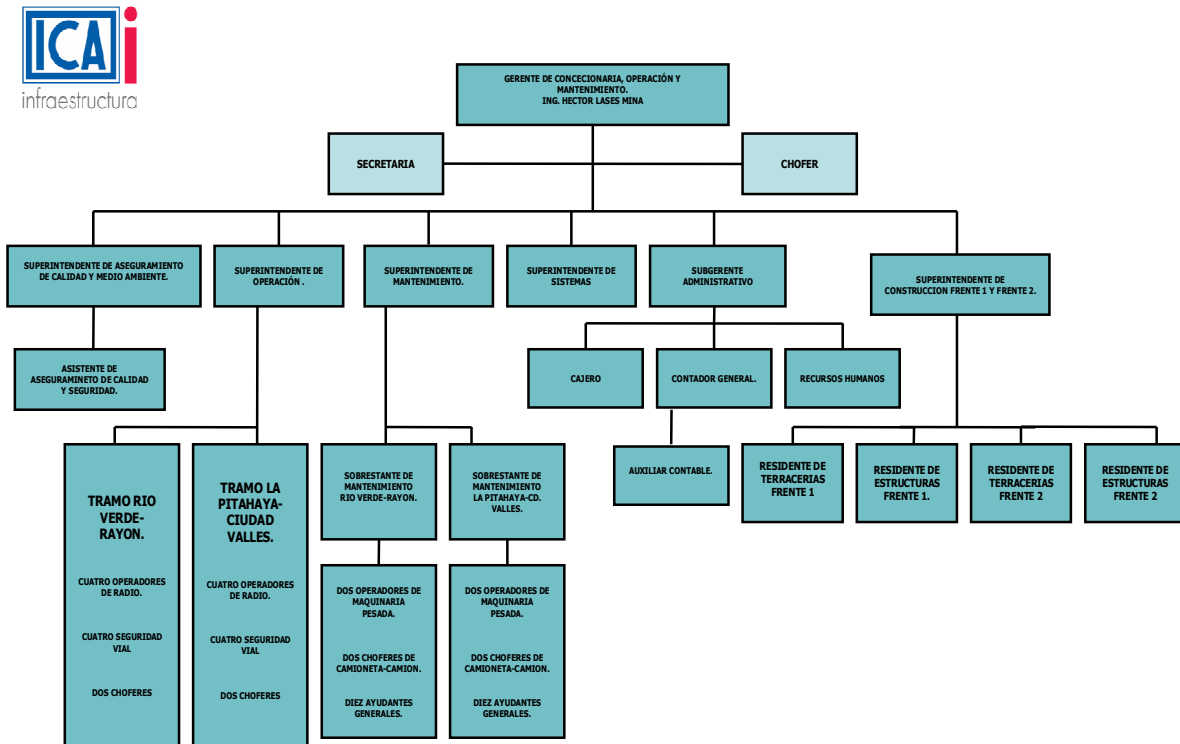 ICA i
infraestructura
GERENTE DE CONCECIONARIA, OPERACIÓN Y
MANTENIMIENTO.
ING. HECTOR LASES MINA
SECRETARIA
CHOFER
SUPERINTENDENTE DE ASEGURAMIENTO
DE CALIDAD Y MEDIO AMBIENTE.
SUPERINTENDENTE DE
OPERACIÓN .
SUPERINTENDENTE DE
MANTENIMIENTO.
SUPERINTENDENTE DE
SISTEMAS
SUBGERENTE
ADMINISTRATIVO
SUPERINTENDENTE DE
CONSTRUCCION FRENTE 1 Y FRENTE 2.
ASISTENTE DE
ASEGURAMINETO DE CALIDAD
Y SEGURIDAD.
CAJERO
CONTADOR GENERAL.
RECURSOS HUMANOS
TRAMO RIO
VERDE-
RAYON.
CUATRO OPERADORES
DE RADIO.
CUATRO SEGURIDAD
VIAL
DOS CHOFERES
TRAMO LA
PITAHAYA-
CIUDAD
VALLES.
CUATRO OPERADORES
DE RADIO.
CUATRO SEGURIDAD
VIAL
DOS CHOFERES
SOBRESTANTE DE
MANTENIMIENTO
RIO VERDE-RAYON.
SOBRESTANTE DE
MANTENIMIENTO
LA PITAHAYA-CD.
VALLES.
AUXILIAR CONTABLE.
RESIDENTE DE
TERRACERIAS
FRENTE 1
RESIDENTE DE
ESTRUCTURAS
FRENTE 1.
RESIDENTE DE
TERRACERIAS
FRENTE 2
RESIDENTE DE
ESTRUCTURAS
FRENTE 2
DOS OPERADORES DE
MAQUINARIA
PESADA.
DOS CHOFERES DE
CAMIONETA-CAMION.
DIEZ AYUDANTES
GENERALES.
DOS OPERADORES DE
MAQUINARIA
PESADA.
DOS CHOFERES DE
CAMIONETA-CAMION.
DIEZ AYUDANTES
GENERALES.